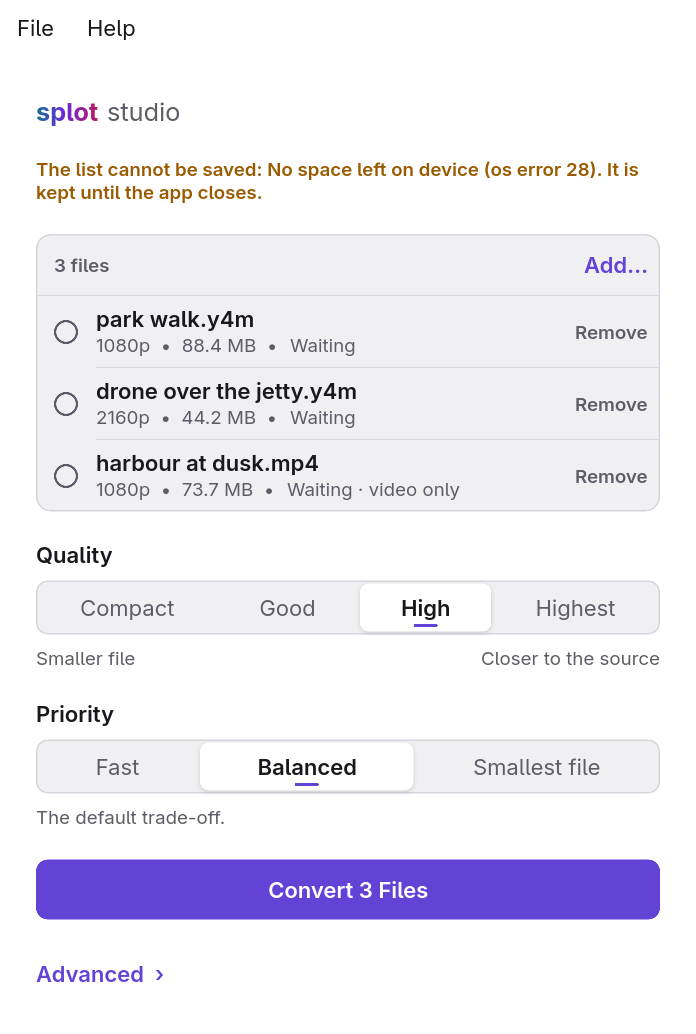 File Help
splot studio
The list cannot be saved: No space left on device (os error 28). It is
kept until the app closes.
3 files Add...
park walk.y4m
1080p • 88.4 MB • Waiting Remove
drone over the jetty.y4m
2160p • 44.2 MB • Waiting Remove
harbour at dusk.mp4
1080p • 73.7 MB • Waiting · video only Remove
Quality
Compact Good High Highest
Smaller file Closer to the source
Priority
Fast Balanced Smallest file
The default trade-off.
Convert 3 Files
Advanced ›